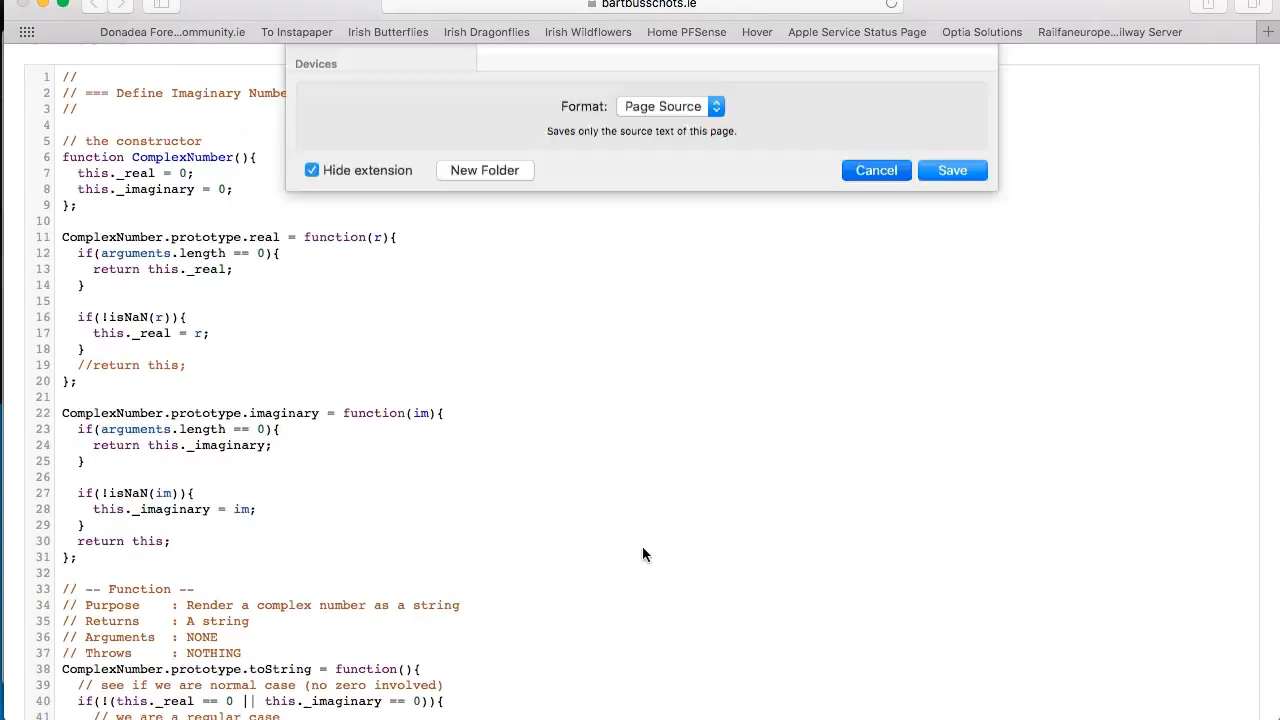 bartbusschots.ie
Donadea Fore...ommunity.ie To Instapaper Irish Butterflies Irish Dragonflies Irish Wildflowers Home PFSense Hover Apple Service Status Page Optia Solutions Railfaneurope...ilway Server +
Devices
Format: Page Source
Saves only the source text of this page.
Hide extension New Folder Cancel Save
1 //
2 // === Define Imaginary Numbe
3 //
4
5 // the constructor
6 function ComplexNumber(){
7 this._real = 0;
8 this._imaginary = 0;
9 };
10
11 ComplexNumber.prototype.real = function(r){
12 if(arguments.length == 0){
13 return this._real;
14 }
15
16 if(!isNaN(r)){
17 this._real = r;
18 }
19 //return this;
20 };
21
22 ComplexNumber.prototype.imaginary = function(im){
23 if(arguments.length == 0){
24 return this._imaginary;
25 }
26
27 if(!isNaN(im)){
28 this._imaginary = im;
29 }
30 return this;
31 };
32
33 // -- Function --
34 // Purpose : Render a complex number as a string
35 // Returns : A string
36 // Arguments : NONE
37 // Throws : NOTHING
38 ComplexNumber.prototype.toString = function(){
39 // see if we are normal case (no zero involved)
40 if(!(this._real == 0 || this._imaginary == 0)){
41 // we are a regular case